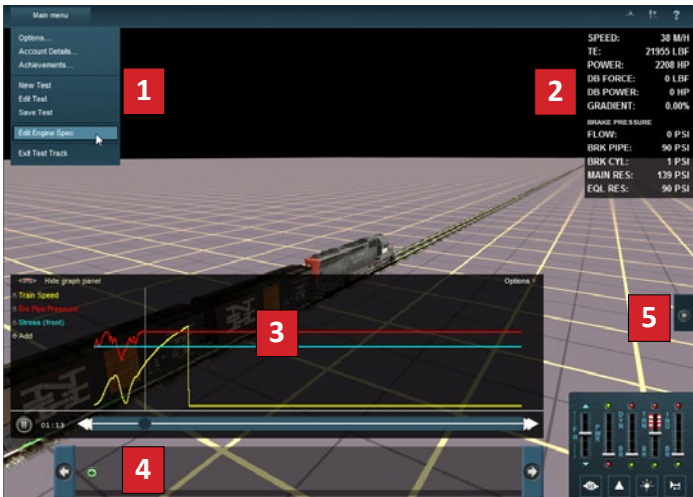 Main menu
?
Options...
Account Details...
Achievements...
New Test
Edit Test
Save Test
Edit Engine Spec
Exit Test Track
1
2
SPEED: 38 M/H
TE: 21955 LBF
POWER: 2208 HP
DB FORCE: 0 LBF
DB POWER: 0 HP
GRADIENT: 0.00%
BRAKE PRESSURE
FLOW: 0 PSI
BRK PIPE: 90 PSI
BRK CYL: 1 PSI
MAIN RES: 139 PSI
EQL RES: 90 PSI
Hide graph panel
Options
Train Speed
Brk Pipe Pressure
Stress (front)
Add
3
01:13
4
5